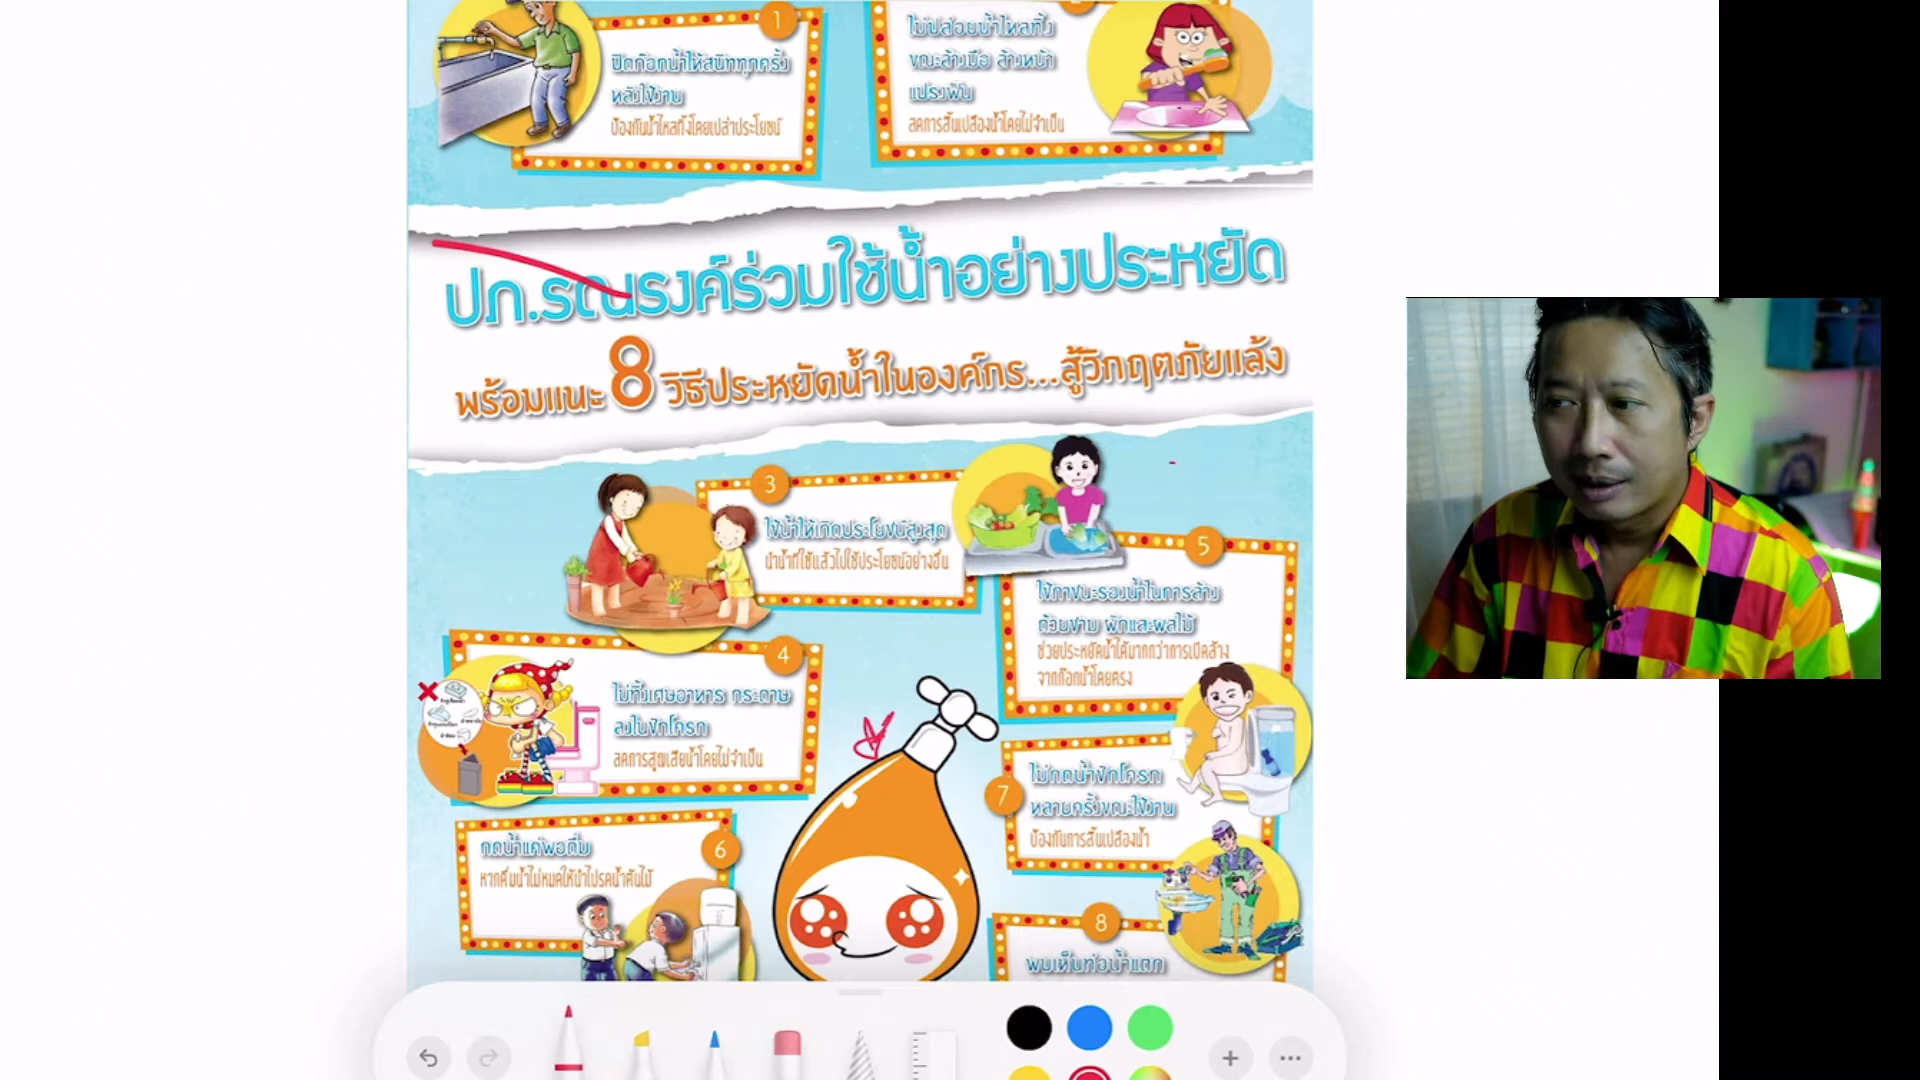 1
ปิดก๊อกน้ำให้สนิททุกครั้ง
หลังใช้งาน
ป้องกันน้ำไหลทิ้งโดยเปล่าประโยชน์
ไม่ปล่อยน้ำไหลทิ้ง
ขณะล้างมือ ล้างหน้า
แปรงฟัน
ลดการสิ้นเปลืองน้ำโดยไม่จำเป็น
ปภ.รณรงค์ร่วมใช้น้ำอย่างประหยัด
พร้อมแนะ 8 วิธีประหยัดน้ำในองค์กร...สู้วิกฤตภัยแล้ง
3
ใช้น้ำให้เกิดประโยชน์สูงสุด
นำน้ำที่ใช้แล้วไปใช้ประโยชน์อย่างอื่น
5
ใช้ภาชนะรองน้ำในการล้าง
ถ้วยชาม ผักและผลไม้
ช่วยประหยัดน้ำได้มากกว่าการเปิดล้าง
จากก๊อกน้ำโดยตรง
4
ไม่ทิ้งเศษอาหาร กระดาษ
ลงในชักโครก
ลดการสูญเสียน้ำโดยไม่จำเป็น
7
ไม่กดน้ำชักโครก
หลายครั้งขณะใช้งาน
ป้องกันการสิ้นเปลืองน้ำ
6
กดน้ำแค่พอดื่ม
หากดื่มน้ำไม่หมดให้นำไปรดน้ำต้นไม้
8
พบเห็นท่อน้ำแตก